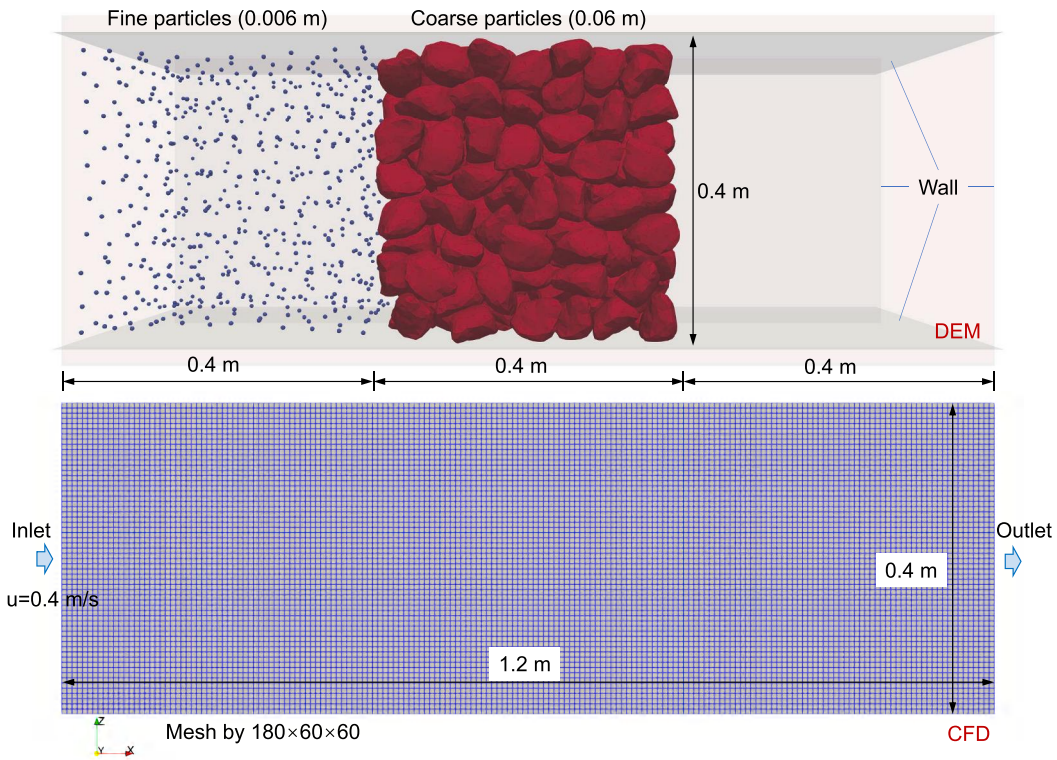 Fine particles (0.006 m)
Coarse particles (0.06 m)
0.4 m
Wall
DEM
0.4 m
0.4 m
0.4 m
Inlet
Outlet
0.4 m
u=0.4 m/s
1.2 m
Z
Y
X
Mesh by 180×60×60
CFD